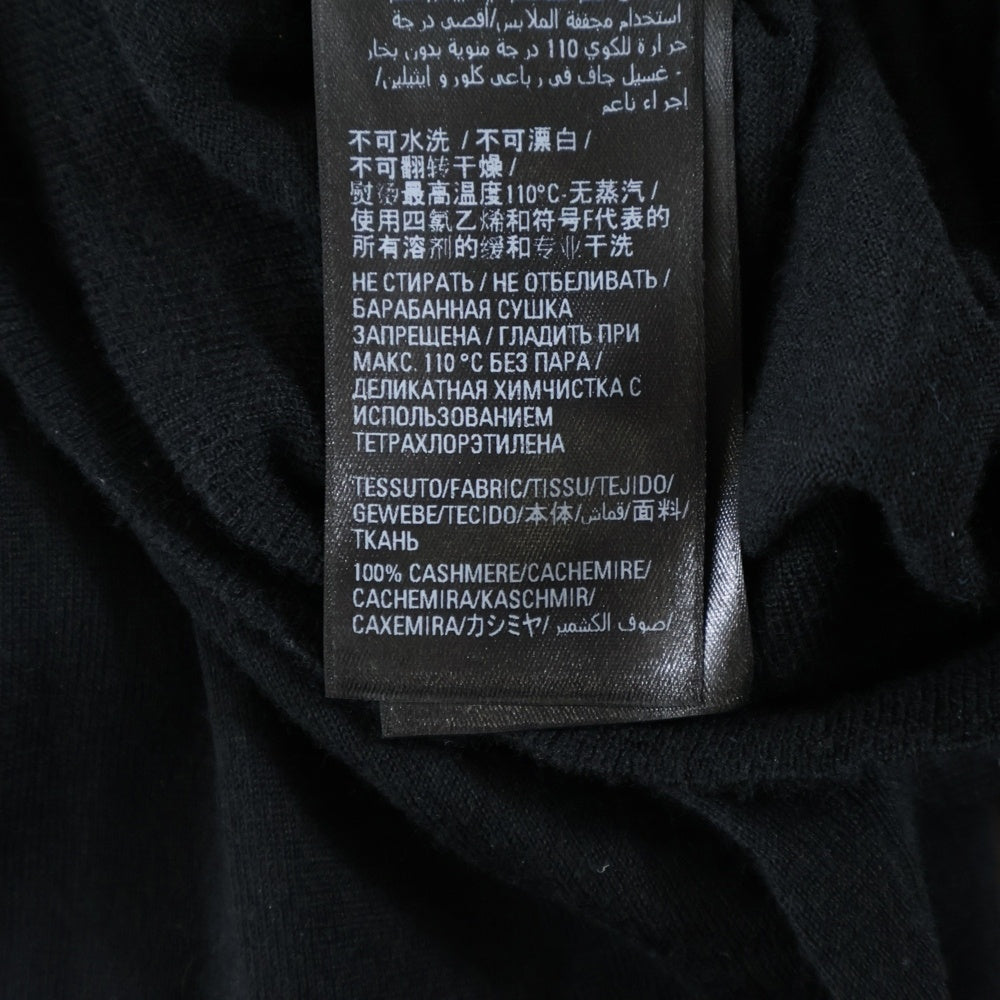 استخدام مجففة الملابس/أقصى درجة
حرارة للكوي 110 درجة مئوية بدون بخار
- غسيل جاف في رباعي كلور و ايثيلين/
اجراء ناعم
不可水洗 / 不可漂白 /
不可翻转干燥 /
熨烫最高温度110°C-无蒸汽 /
使用四氯乙烯和符号F代表的
所有溶剂的缓和专业干洗
НЕ СТИРАТЬ / НЕ ОТБЕЛИВАТЬ /
БАРАБАННАЯ СУШКА
ЗАПРЕЩЕНА / ГЛАДИТЬ ПРИ
МАКС. 110 °C БЕЗ ПАРА /
ДЕЛИКАТНАЯ ХИМЧИСТКА С
ИСПОЛЬЗОВАНИЕМ
ТЕТРАХЛОРЭТИЛЕНА
TESSUTO/FABRIC/TISSU/TEJIDO/
GEWEBE/TECIDO/本体/قماش/面料/
ТКАНЬ
100% CASHMERE/CACHEMIRE/
CACHEMIRA/KASCHMIR/
CAXEMIRA/カシミヤ/صوف الكشمير/